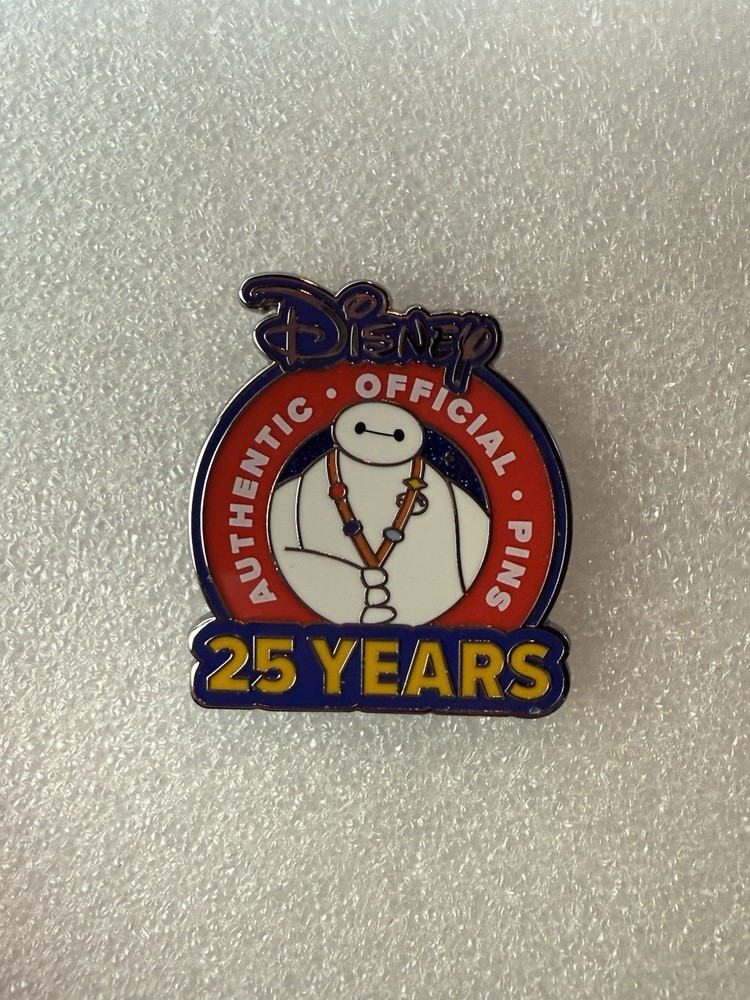 Disney
AUTHENTIC • OFFICIAL • PINS
25 YEARS